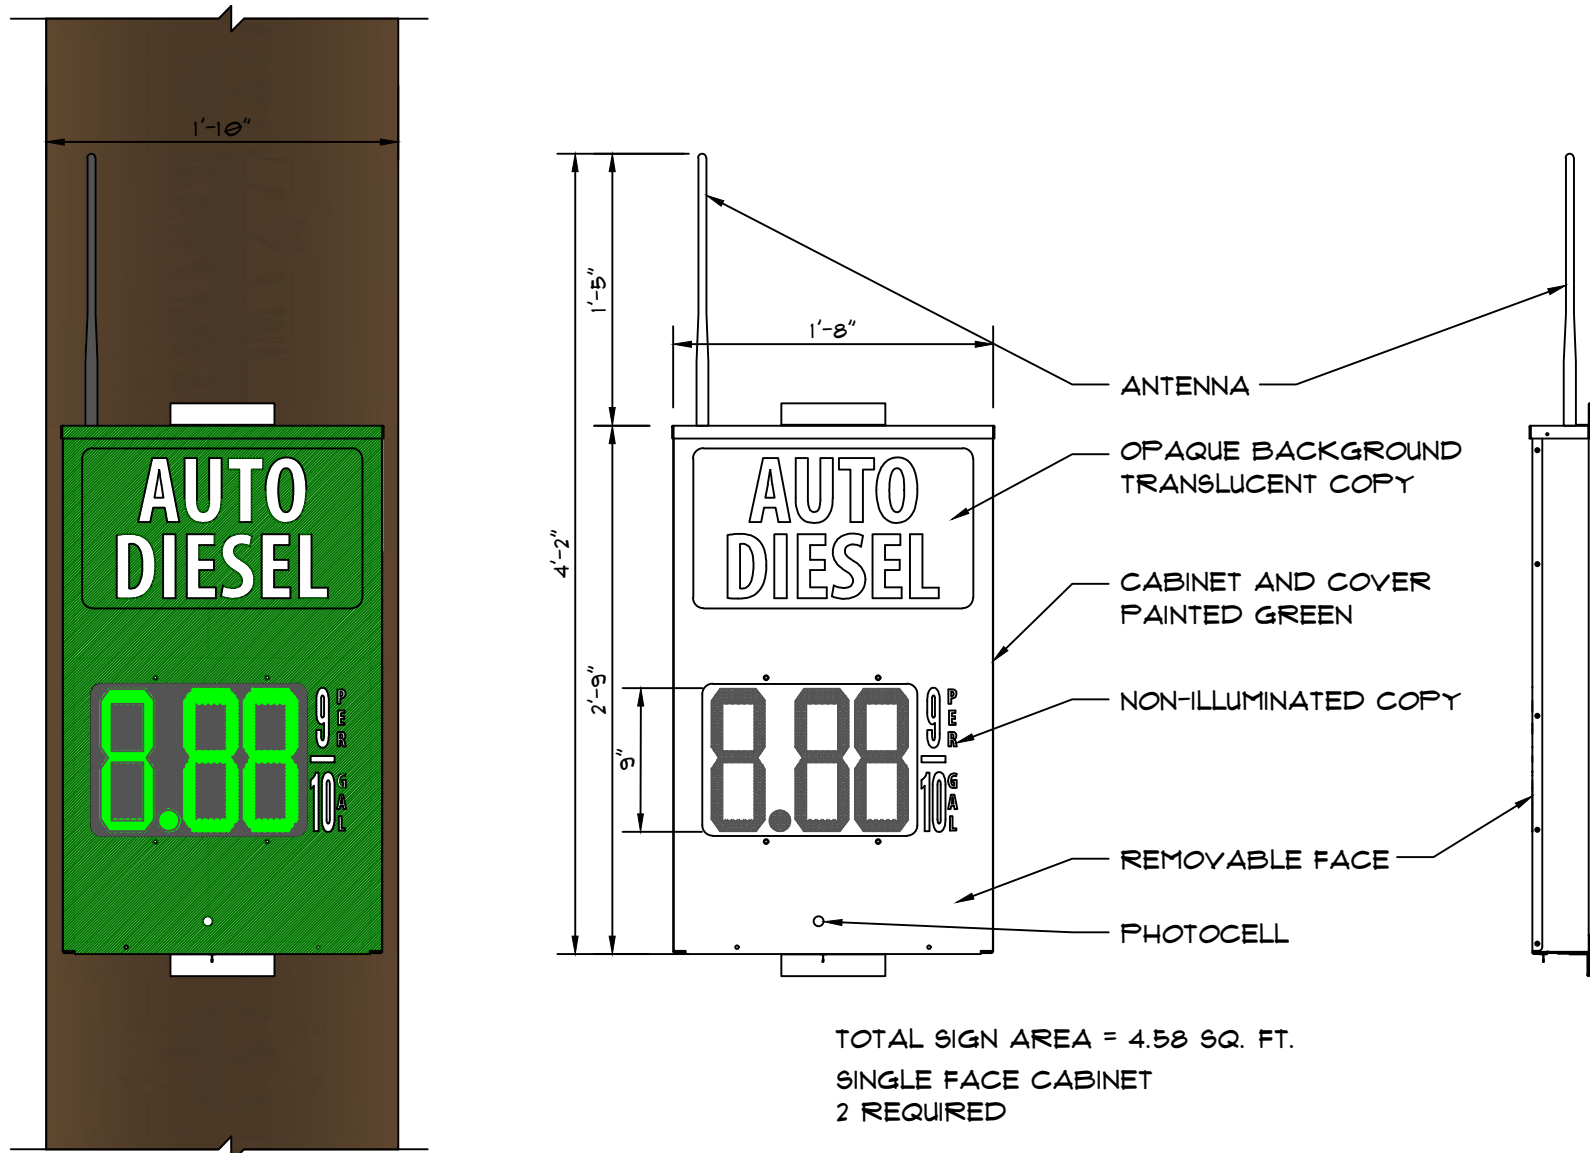 1'-10"
AUTO
DIESEL
8.88
9
10
PER
GAL
4'-2"
1'-5"
1'-8"
2'-9"
9"
AUTO
DIESEL
8.88
9
10
PER
GAL
ANTENNA
OPAQUE BACKGROUND
TRANSLUCENT COPY
CABINET AND COVER
PAINTED GREEN
NON-ILLUMINATED COPY
REMOVABLE FACE
PHOTOCELL
TOTAL SIGN AREA = 4.58 SQ. FT.
SINGLE FACE CABINET
2 REQUIRED